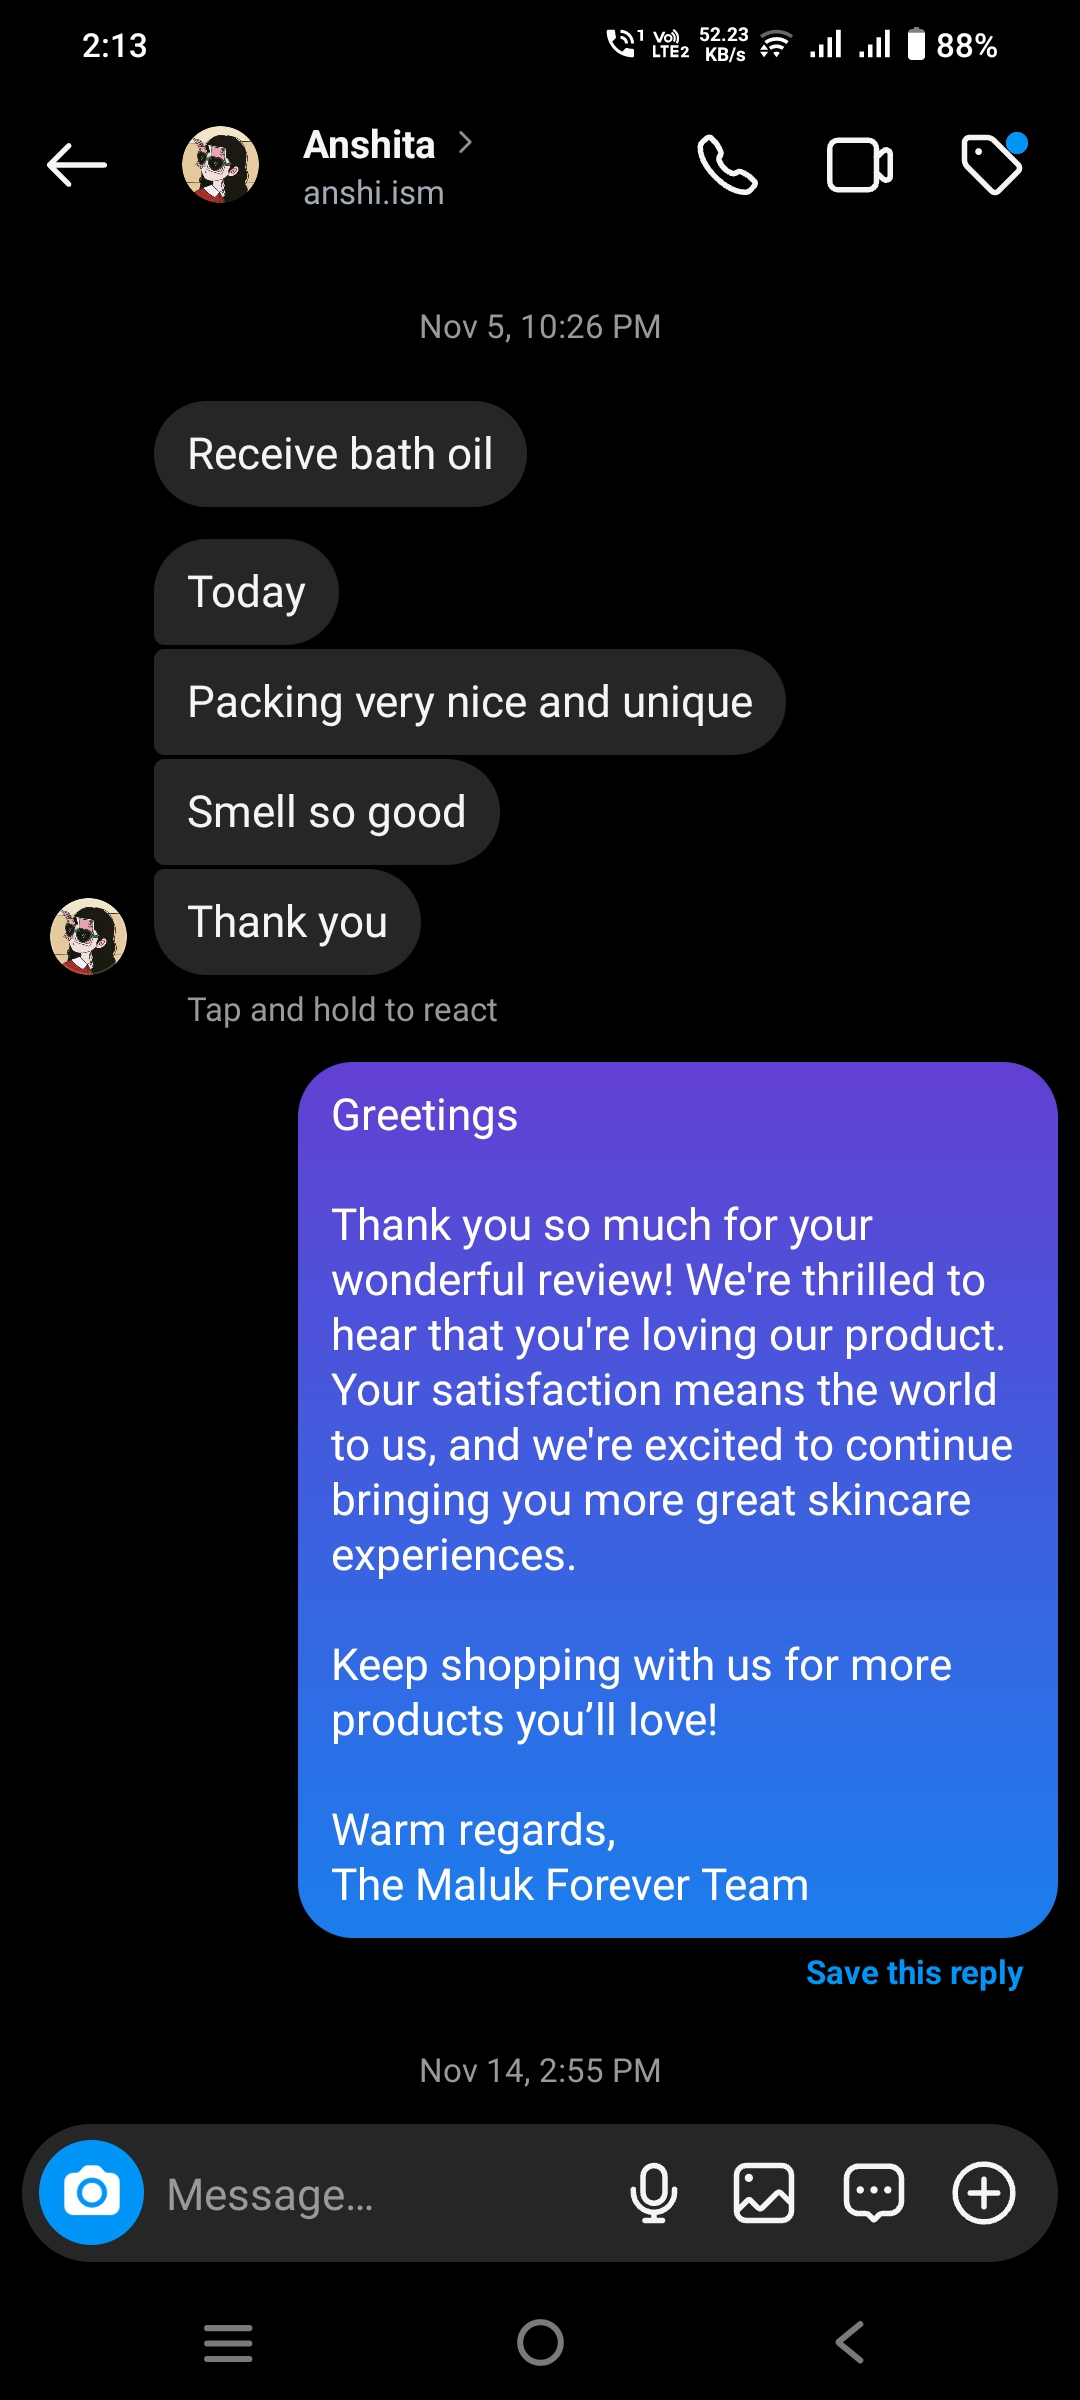 2:13
1
Vo)) LTE2
52.23 KB/s
88%
Anshita
anshi.ism
Nov 5, 10:26 PM
Receive bath oil
Today
Packing very nice and unique
Smell so good
Thank you
Tap and hold to react
Greetings
Thank you so much for your
wonderful review! We're thrilled to
hear that you're loving our product.
Your satisfaction means the world
to us, and we're excited to continue
bringing you more great skincare
experiences.
Keep shopping with us for more
products you’ll love!
Warm regards,
The Maluk Forever Team
Save this reply
Nov 14, 2:55 PM
Message...